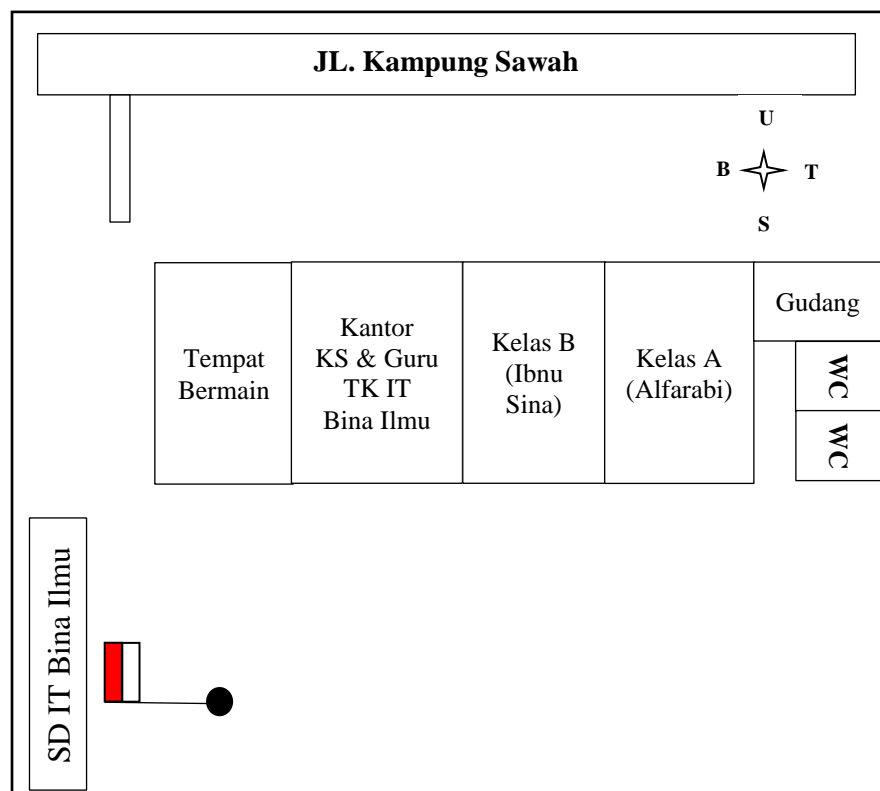 JL. Kampung Sawah
U
B
T
S
Tempat
Bermain
Kantor
KS & Guru
TK IT
Bina Ilmu
Kelas B
(Ibnu
Sina)
Kelas A
(Alfarabi)
Gudang
WC
WC
SD IT Bina Ilmu